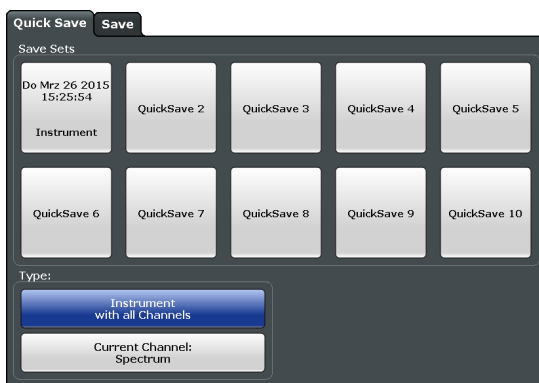 Quick Save
Save
Save Sets
Do Mrz 26 2015
15:25:54
Instrument
QuickSave 2
QuickSave 3
QuickSave 4
QuickSave 5
QuickSave 6
QuickSave 7
QuickSave 8
QuickSave 9
QuickSave 10
Type:
Instrument
with all Channels
Current Channel:
Spectrum